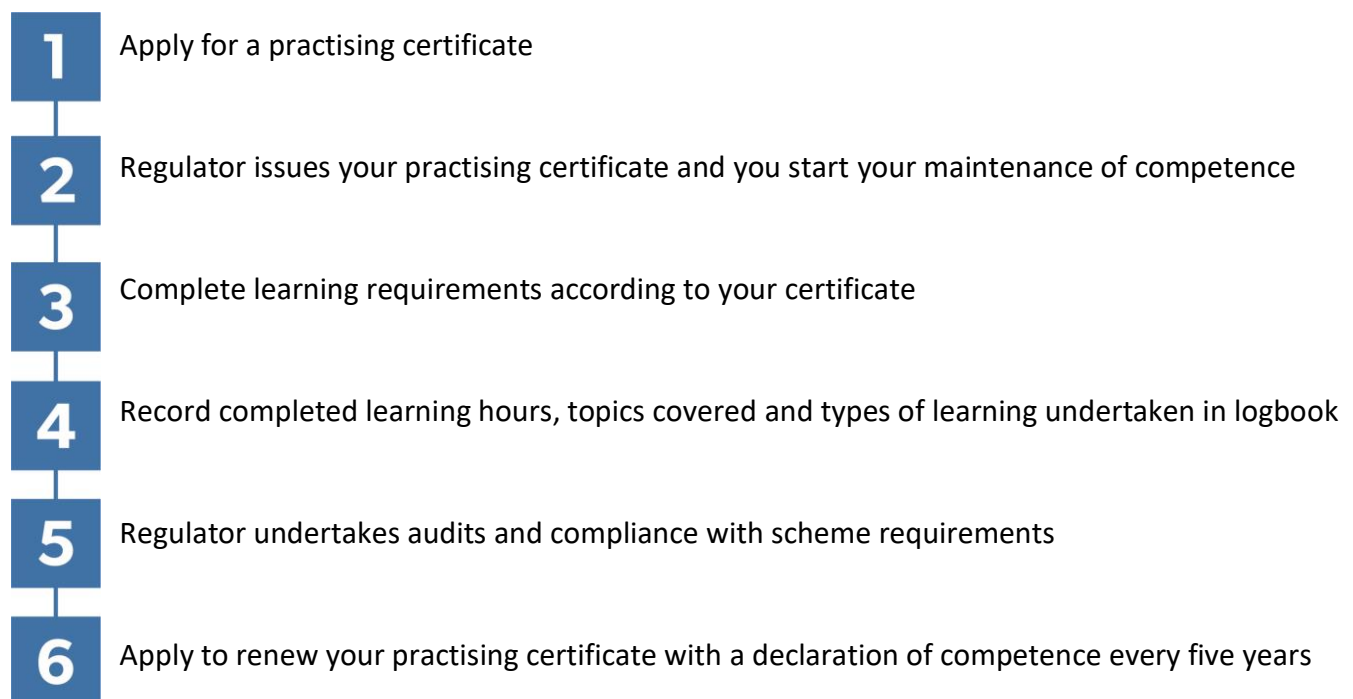 1 Apply for a practising certificate
2 Regulator issues your practising certificate and you start your maintenance of competence
3 Complete learning requirements according to your certificate
4 Record completed learning hours, topics covered and types of learning undertaken in logbook
5 Regulator undertakes audits and compliance with scheme requirements
6 Apply to renew your practising certificate with a declaration of competence every five years